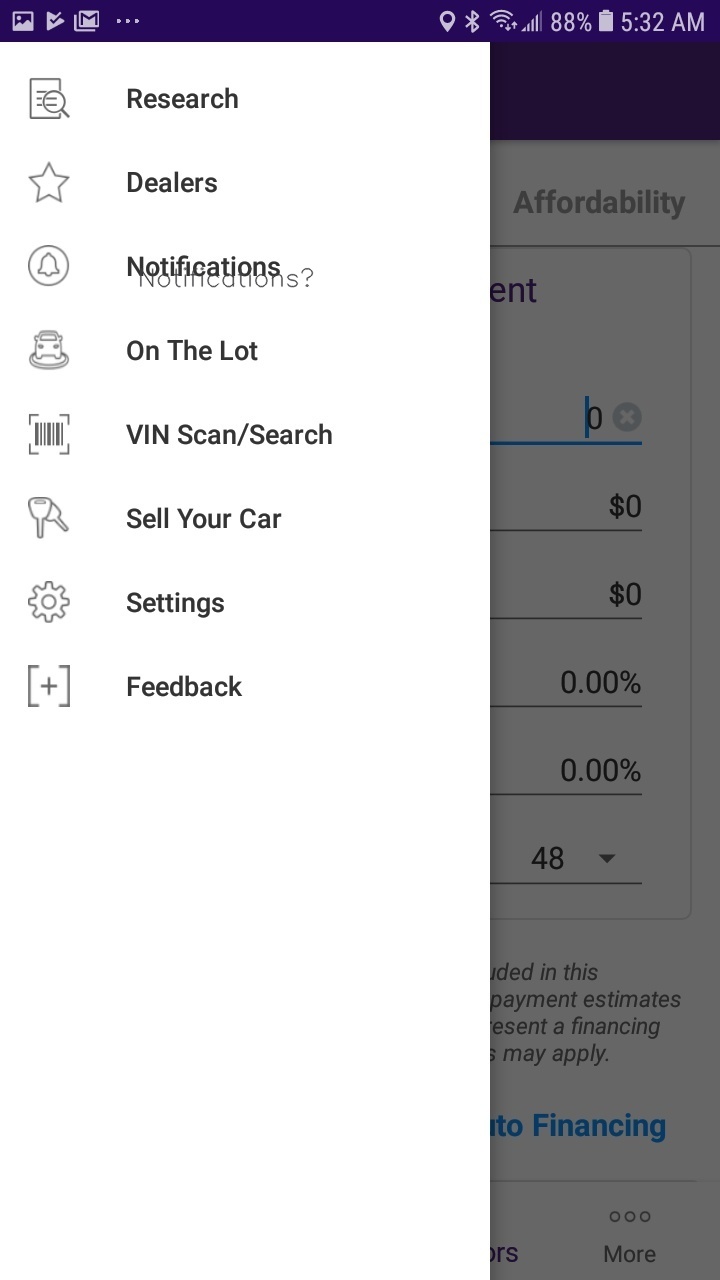 88% 5:32 AM
Research
Dealers
Notifications
Notifications?
On The Lot
VIN Scan/Search
Sell Your Car
Settings
Feedback
Affordability
ent
0
$0
$0
0.00%
0.00%
48
uded in this
payment estimates
resent a financing
s may apply.
uto Financing
ors
More